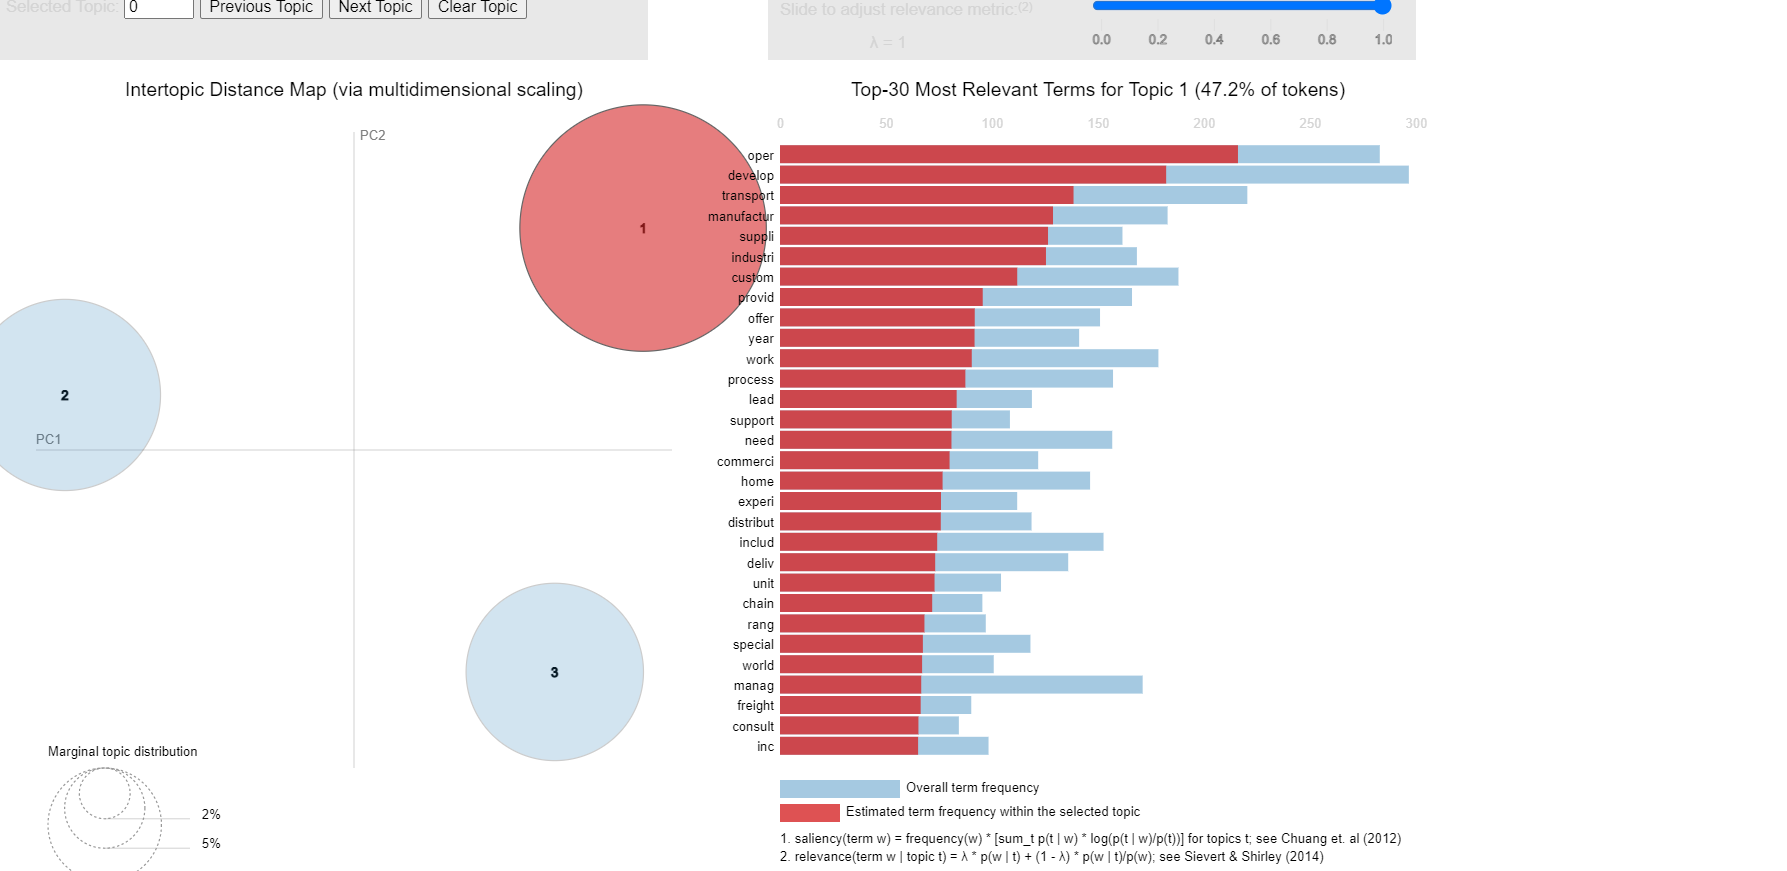 Selected Topic: 0 Previous Topic Next Topic Clear Topic
Slide to adjust relevance metric:(2)
λ = 1
0.0 0.2 0.4 0.6 0.8 1.0
Intertopic Distance Map (via multidimensional scaling)
PC2
1
2
PC1
3
Marginal topic distribution
2%
5%
Top-30 Most Relevant Terms for Topic 1 (47.2% of tokens)
0 50 100 150 200 250 300
oper
develop
transport
manufactur
suppli
industri
custom
provid
offer
year
work
process
lead
support
need
commerci
home
experi
distribut
includ
deliv
unit
chain
rang
special
world
manag
freight
consult
inc
Overall term frequency
Estimated term frequency within the selected topic
1. saliency(term w) = frequency(w) * [sum_t p(t | w) * log(p(t | w)/p(t))] for topics t; see Chuang et. al (2012)
2. relevance(term w | topic t) = λ * p(w | t) + (1 - λ) * p(w | t)/p(w); see Sievert & Shirley (2014)